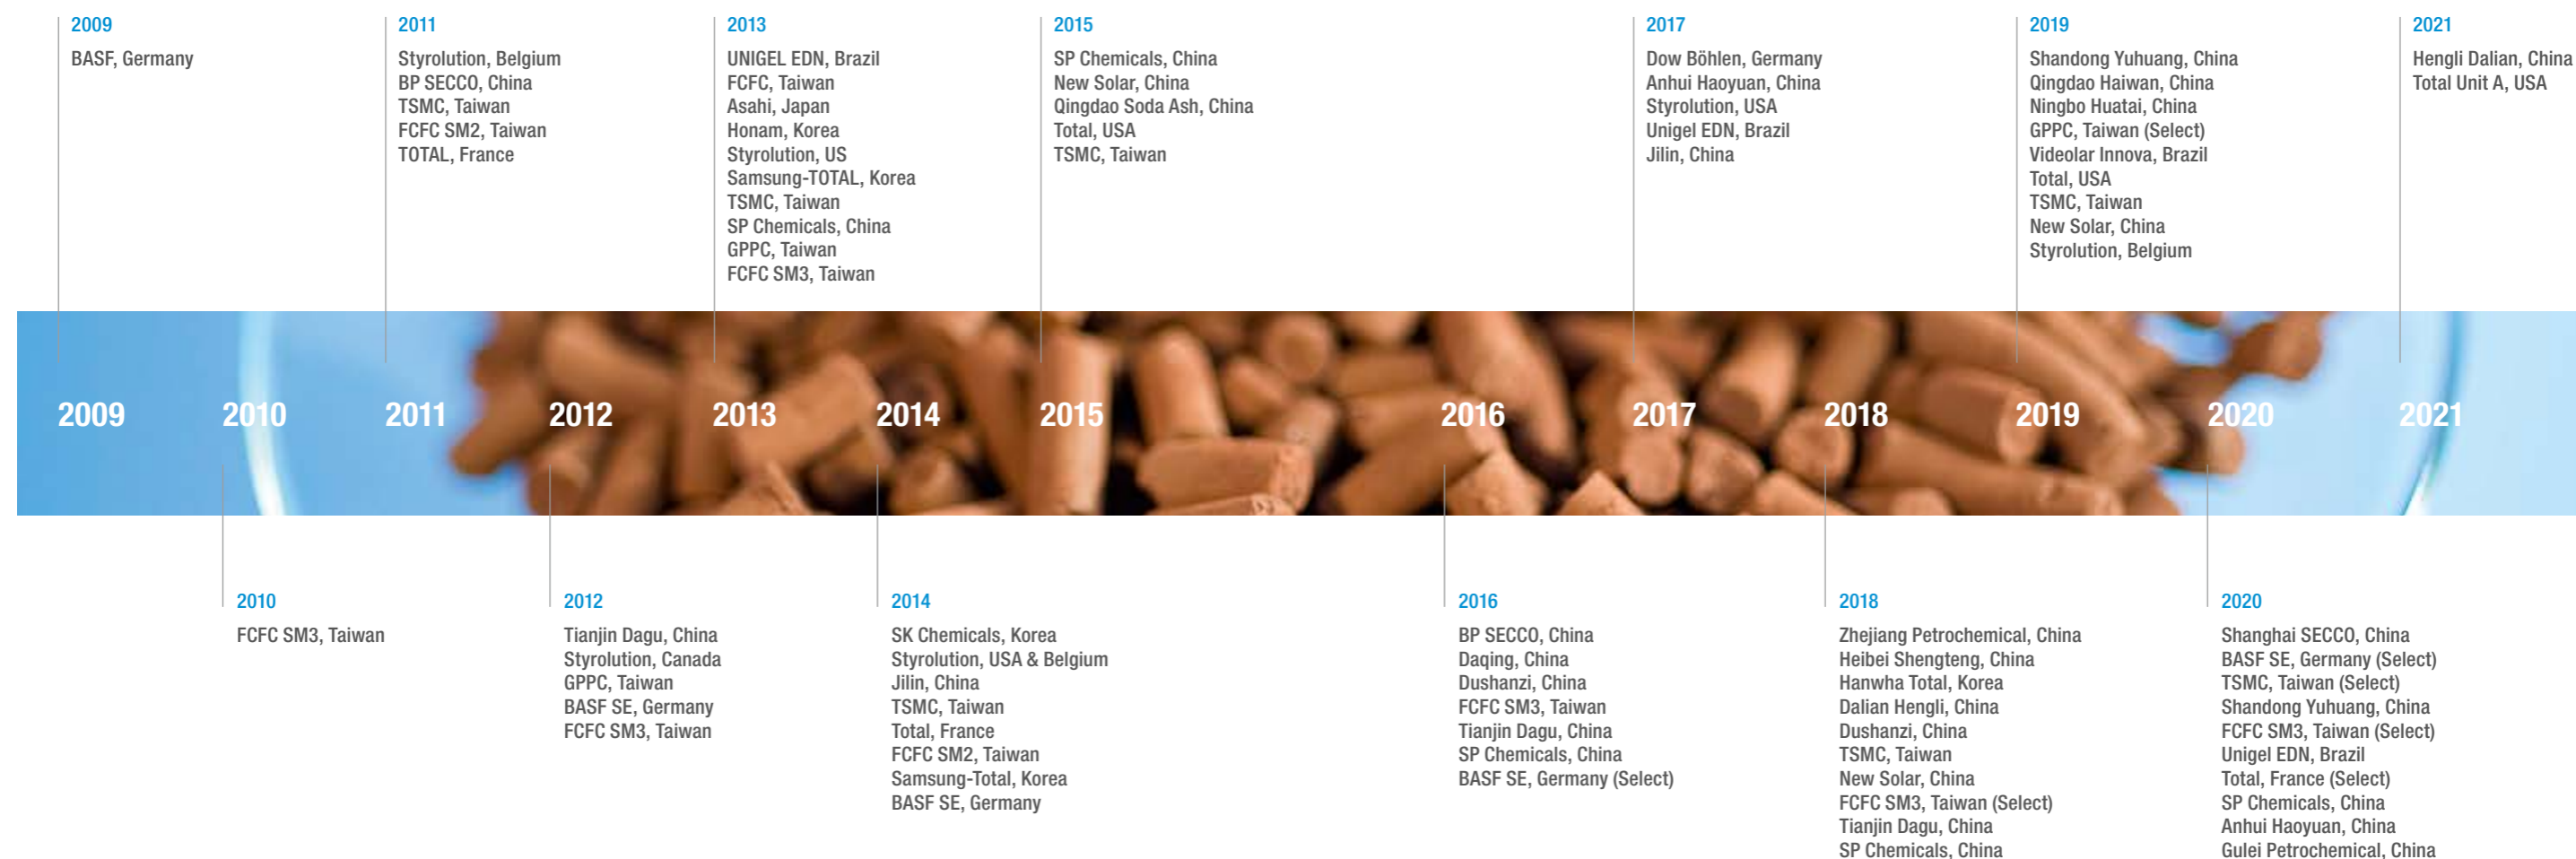 2009
BASF, Germany
2011
Styrolution, Belgium
BP SECCO, China
TSMC, Taiwan
FCFC SM2, Taiwan
TOTAL, France
2013
UNIGEL EDN, Brazil
FCFC, Taiwan
Asahi, Japan
Honam, Korea
Styrolution, US
Samsung-TOTAL, Korea
TSMC, Taiwan
SP Chemicals, China
GPPC, Taiwan
FCFC SM3, Taiwan
2015
SP Chemicals, China
New Solar, China
Qingdao Soda Ash, China
Total, USA
TSMC, Taiwan
2017
Dow Böhlen, Germany
Anhui Haoyuan, China
Styrolution, USA
Unigel EDN, Brazil
Jilin, China
2019
Shandong Yuhuang, China
Qingdao Haiwan, China
Ningbo Huatai, China
GPPC, Taiwan (Select)
Videolar Innova, Brazil
Total, USA
TSMC, Taiwan
New Solar, China
Styrolution, Belgium
2021
Hengli Dalian, China
Total Unit A, USA
2009 2010 2011 2012 2013 2014 2015 2016 2017 2018 2019 2020 2021
2010
FCFC SM3, Taiwan
2012
Tianjin Dagu, China
Styrolution, Canada
GPPC, Taiwan
BASF SE, Germany
FCFC SM3, Taiwan
2014
SK Chemicals, Korea
Styrolution, USA & Belgium
Jilin, China
TSMC, Taiwan
Total, France
FCFC SM2, Taiwan
Samsung-Total, Korea
BASF SE, Germany
2016
BP SECCO, China
Daqing, China
Dushanzi, China
FCFC SM3, Taiwan
Tianjin Dagu, China
SP Chemicals, China
BASF SE, Germany (Select)
2018
Zhejiang Petrochemical, China
Heibei Shengteng, China
Hanwha Total, Korea
Dalian Hengli, China
Dushanzi, China
TSMC, Taiwan
New Solar, China
FCFC SM3, Taiwan (Select)
Tianjin Dagu, China
SP Chemicals, China
2020
Shanghai SECCO, China
BASF SE, Germany (Select)
TSMC, Taiwan (Select)
Shandong Yuhuang, China
FCFC SM3, Taiwan (Select)
Unigel EDN, Brazil
Total, France (Select)
SP Chemicals, China
Anhui Haoyuan, China
Gulei Petrochemical, China